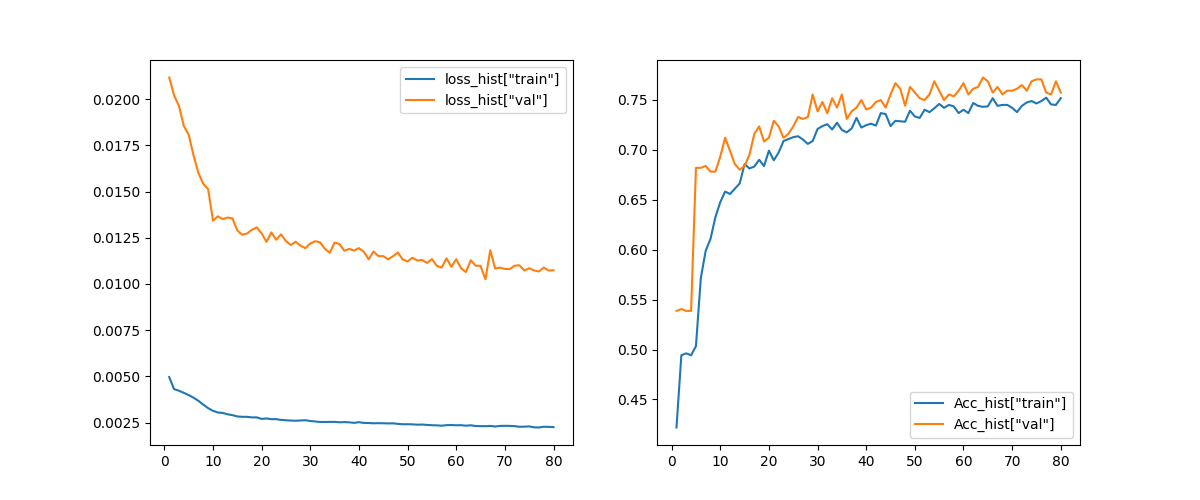 loss_hist["train"]
loss_hist["val"]
0.0200
0.0175
0.0150
0.0125
0.0100
0.0075
0.0050
0.0025
0 10 20 30 40 50 60 70 80
0.75
0.70
0.65
0.60
0.55
0.50
0.45
Acc_hist["train"]
Acc_hist["val"]
0 10 20 30 40 50 60 70 80